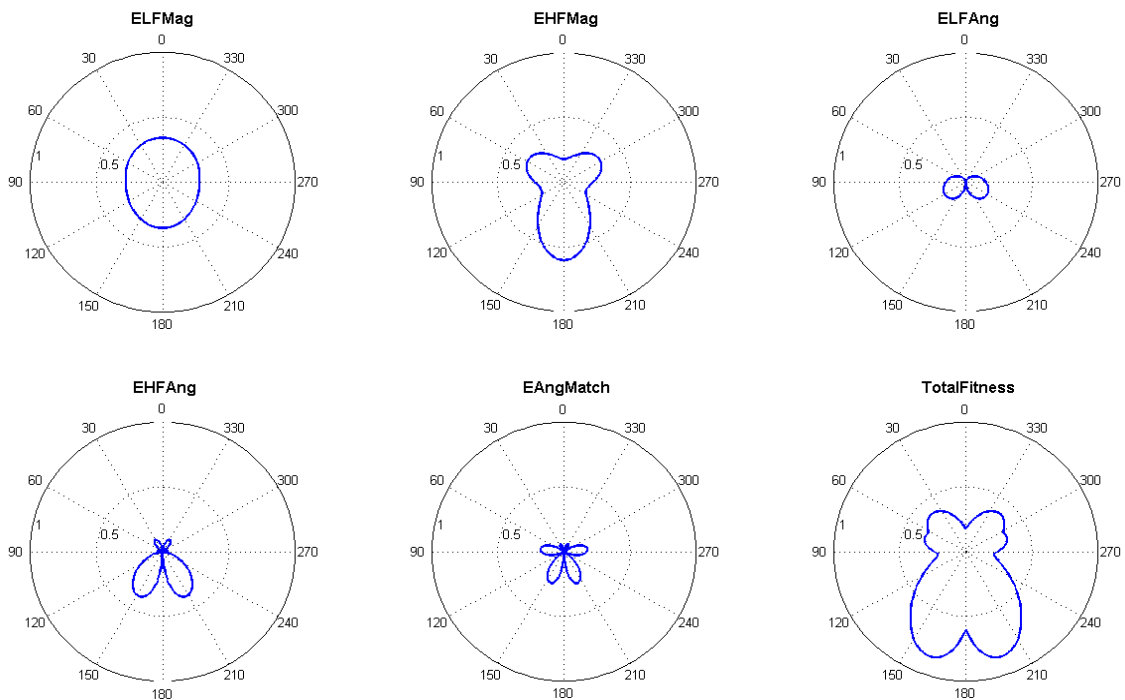 ELFMag EHFMag ELFAng
0 0 0
30 330 30 330 30 330
60 300 60 300 60 300
1 0.5 1 0.5 1 0.5
90 270 90 270 90 270
120 240 120 240 120 240
150 210 150 210 150 210
180 180 180
EHFAng EAngMatch TotalFitness
0 0 0
30 330 30 330 30 330
60 300 60 300 60 300
1 0.5 1 0.5 1 0.5
90 270 90 270 90 270
120 240 120 240 120 240
150 210 150 210 150 210
180 180 180